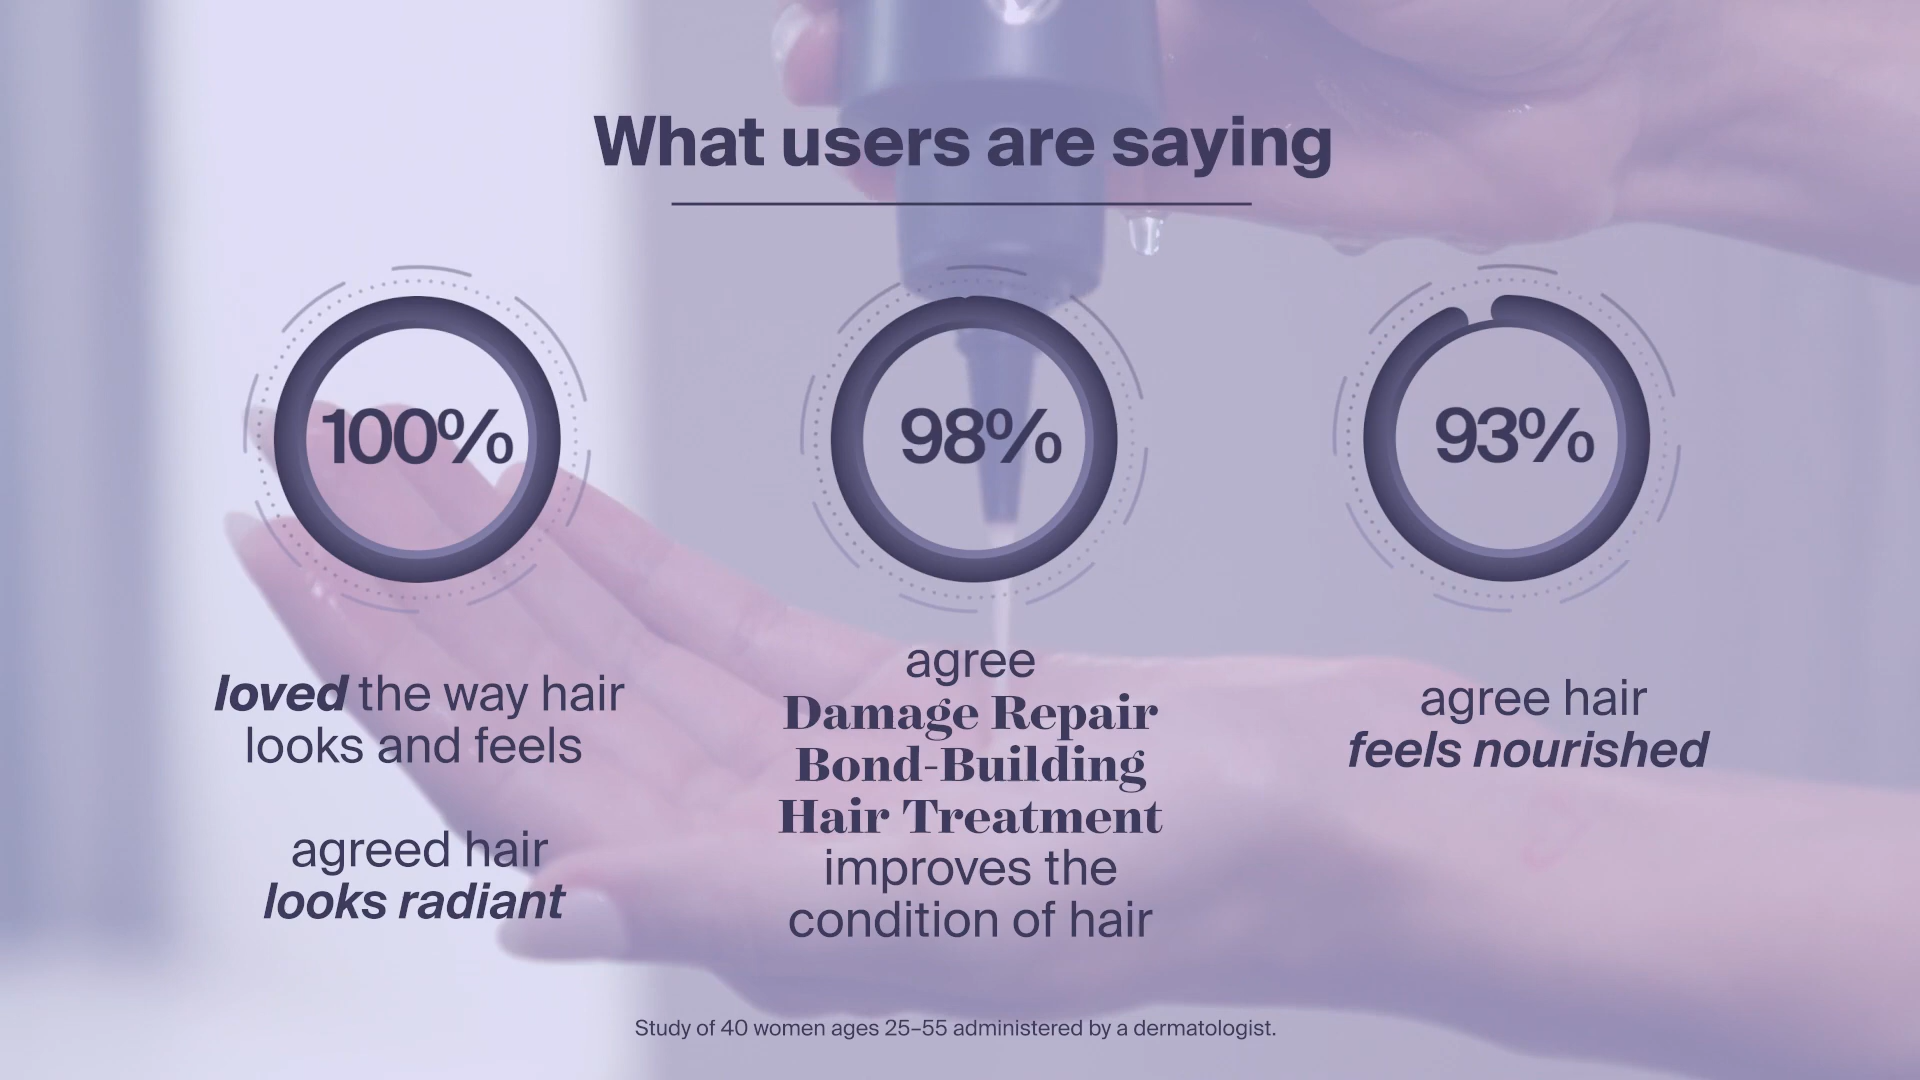 What users are saying
100%
loved the way hair
looks and feels
agreed hair
looks radiant
98%
agree
Damage Repair
Bond-Building
Hair Treatment
improves the
condition of hair
93%
agree hair
feels nourished
Study of 40 women ages 25–55 administered by a dermatologist.